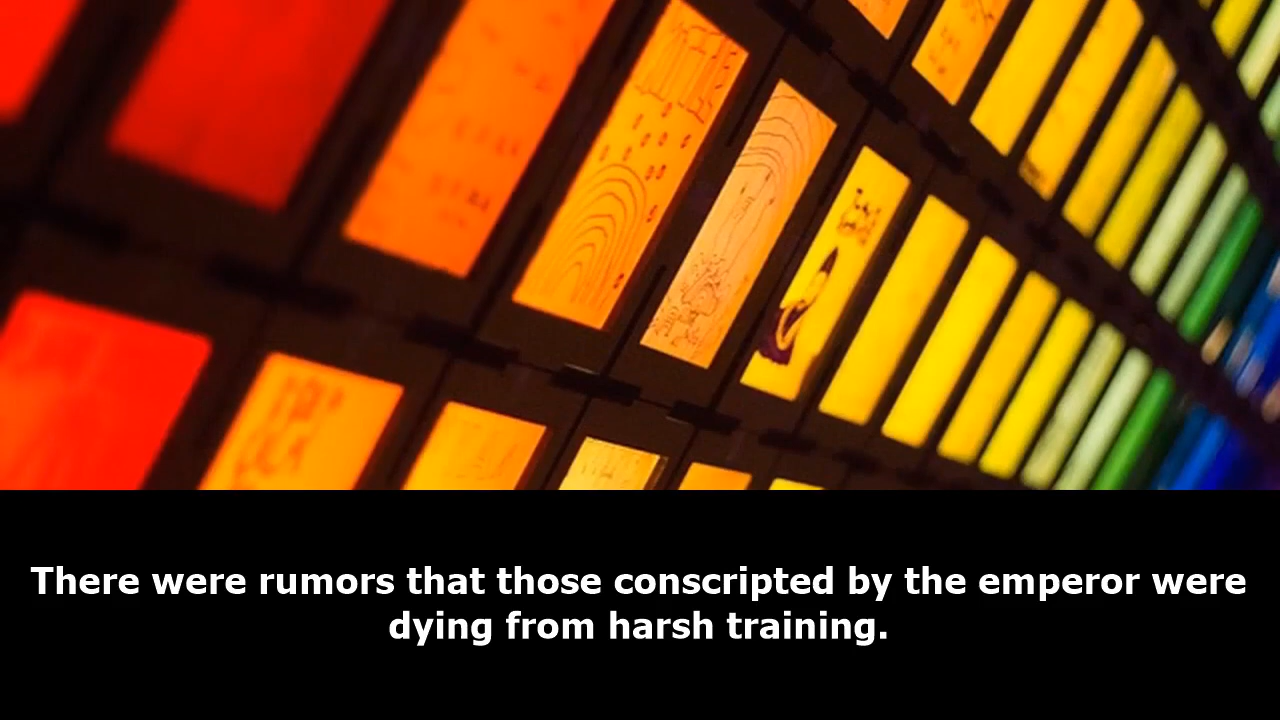 There were rumors that those conscripted by the emperor were
dying from harsh training.